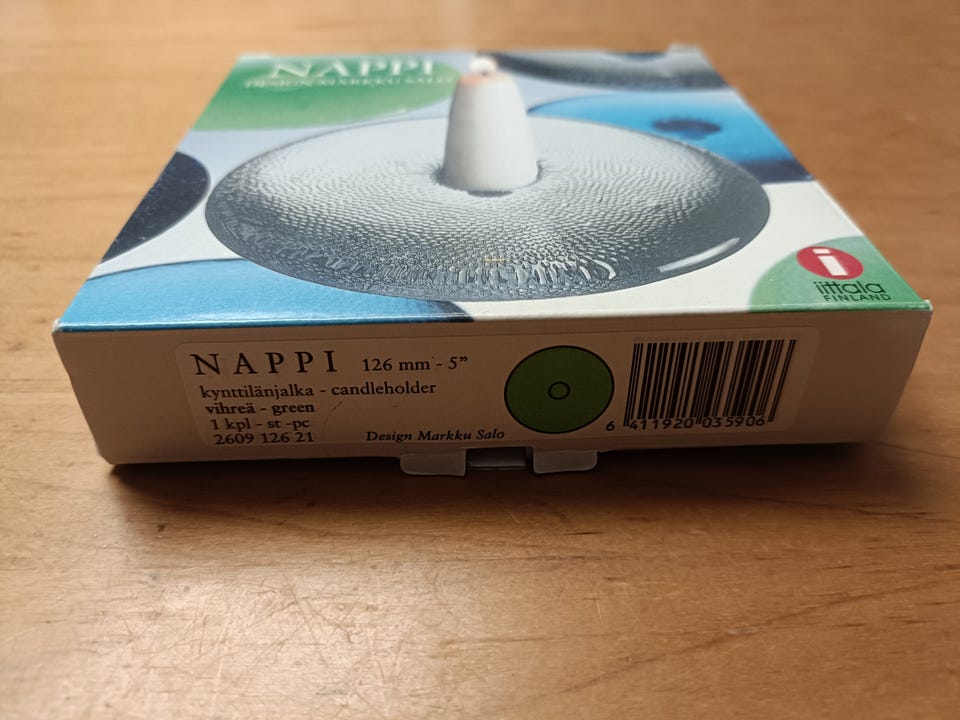 NAPPI
DESIGN MARKKU SALO
i
iittala
FINLAND
NAPPI 126 mm - 5”
kynttilänjalka - candleholder
vihreä - green
1 kpl - st -pc
2609 126 21
Design Markku Salo
6 411920 035906